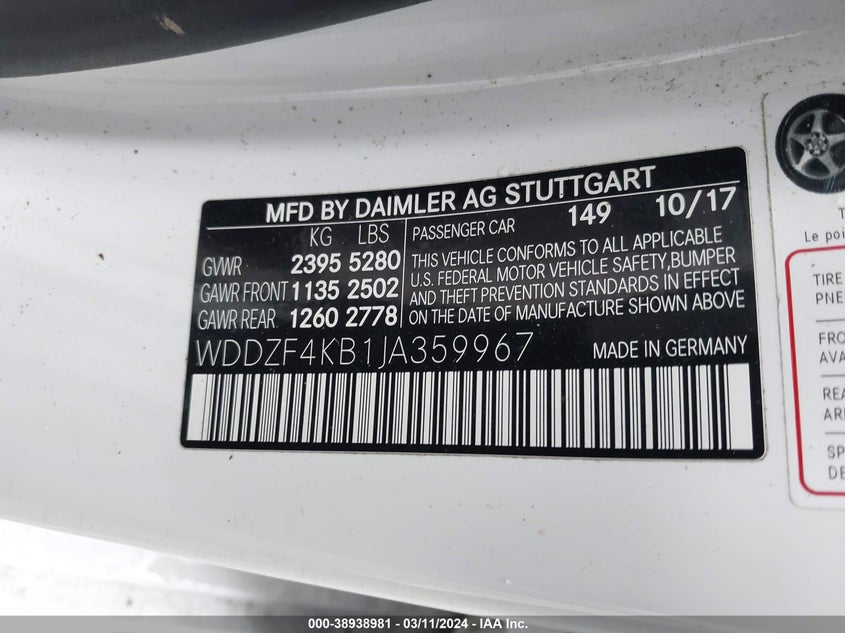 MFD BY DAIMLER AG STUTTGART
KG LBS
GVWR 2395 5280
GAWR FRONT 1135 2502
GAWR REAR 1260 2778
PASSENGER CAR 149 10/17
THIS VEHICLE CONFORMS TO ALL APPLICABLE
U.S. FEDERAL MOTOR VEHICLE SAFETY,BUMPER
AND THEFT PREVENTION STANDARDS IN EFFECT
ON THE DATE OF MANUFACTURE SHOWN ABOVE
WDDZF4KB1JA359967 MADE IN GERMANY
Le poi
TIRE
PNE
FRO
AVA
REA
ARR
SP
DE
000-38938981 - 03/11/2024 - IAA Inc.